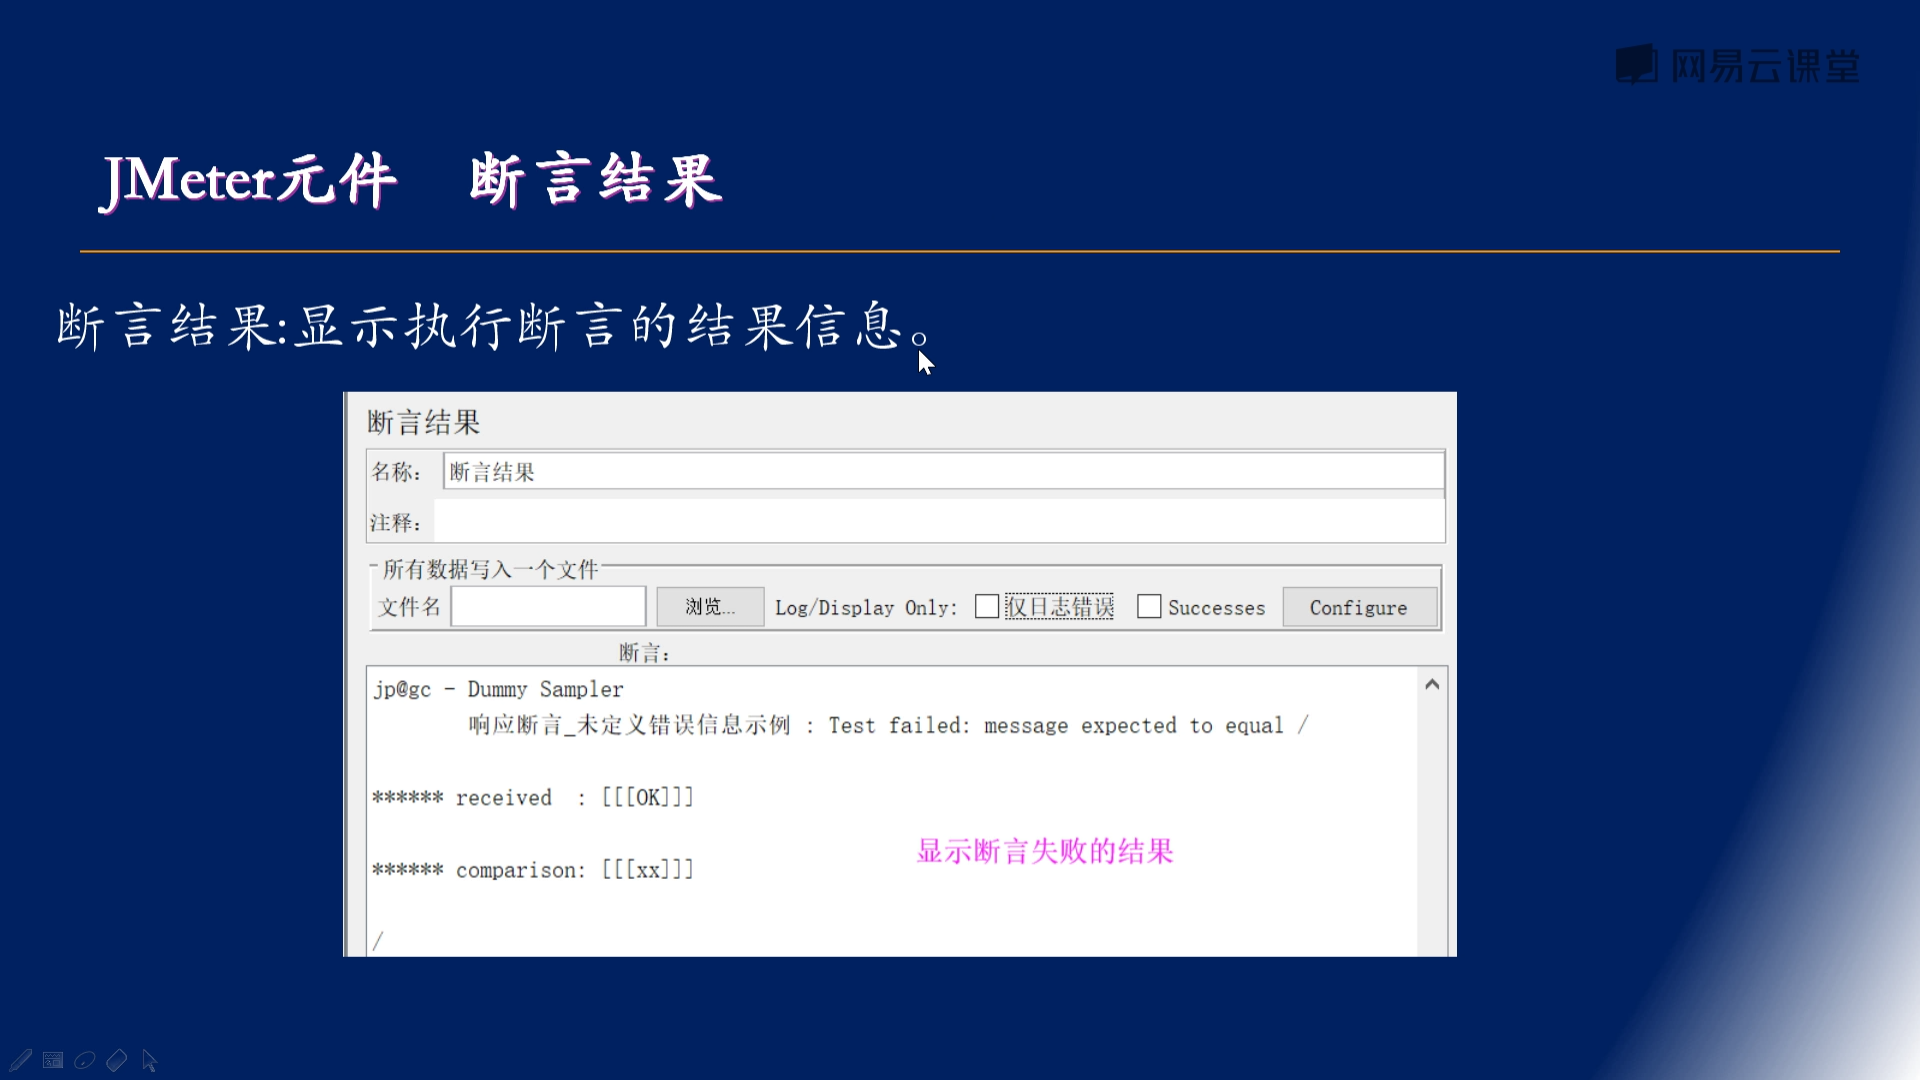 网易云课堂
JMeter元件 断言结果
断言结果:显示执行断言的结果信息。
断言结果
名称: 断言结果
注释:
所有数据写入一个文件
文件名 浏览... Log/Display Only: 仅日志错误 Successes Configure
断言:
jp@gc - Dummy Sampler
响应断言_未定义错误信息示例 : Test failed: message expected to equal /
****** received : [[[OK]]]
显示断言失败的结果
****** comparison: [[[xx]]]
/